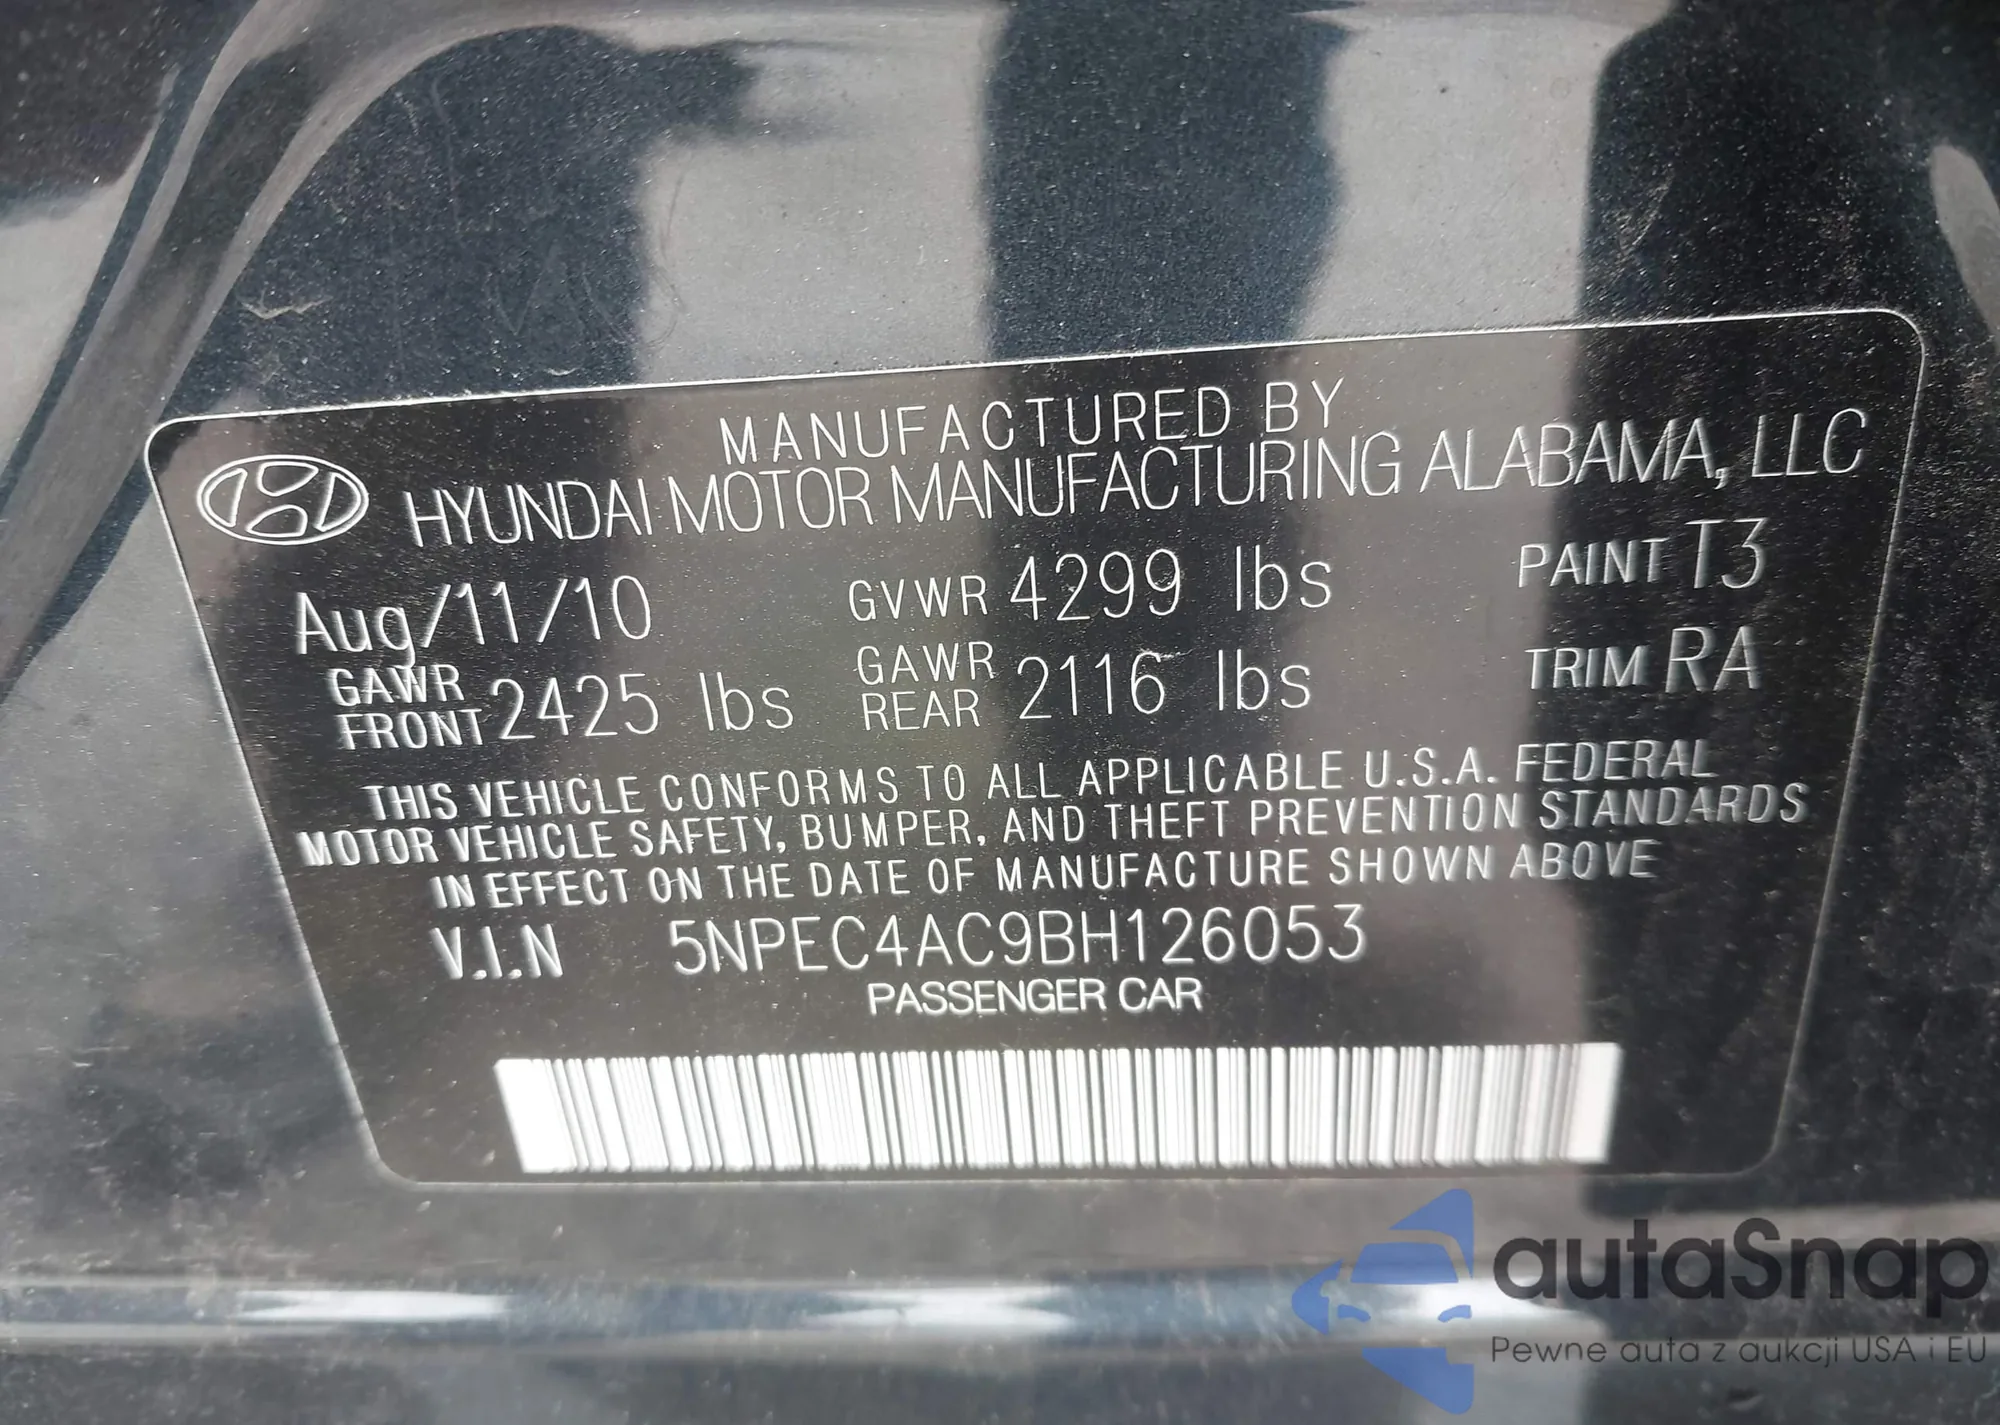 MANUFACTURED BY
HYUNDAI MOTOR MANUFACTURING ALABAMA, LLC
Aug/11/10 GVWR 4299 lbs PAINT T3
GAWR FRONT 2425 lbs GAWR REAR 2116 lbs TRIM RA
THIS VEHICLE CONFORMS TO ALL APPLICABLE U.S.A. FEDERAL
MOTOR VEHICLE SAFETY, BUMPER, AND THEFT PREVENTION STANDARDS
IN EFFECT ON THE DATE OF MANUFACTURE SHOWN ABOVE
V.I.N 5NPEC4AC9BH126053
PASSENGER CAR
autaSnap
Pewne auta z aukcji USA i EU